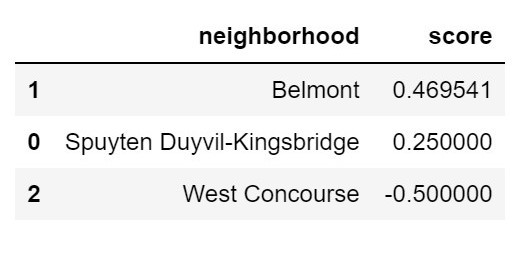 neighborhood score
1 Belmont 0.469541
0 Spuyten Duyvil-Kingsbridge 0.250000
2 West Concourse -0.500000